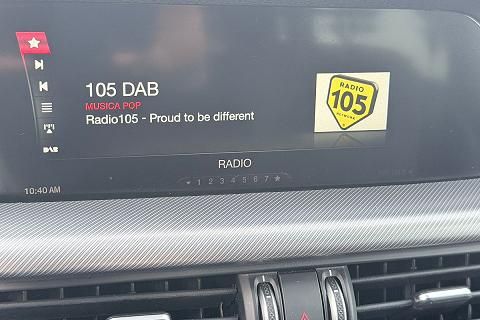 105 DAB
MUSICA POP
Radio105 - Proud to be different
RADIO
105
NETWORK
DAB
RADIO
1 2 3 4 5 6 7
10:40 AM